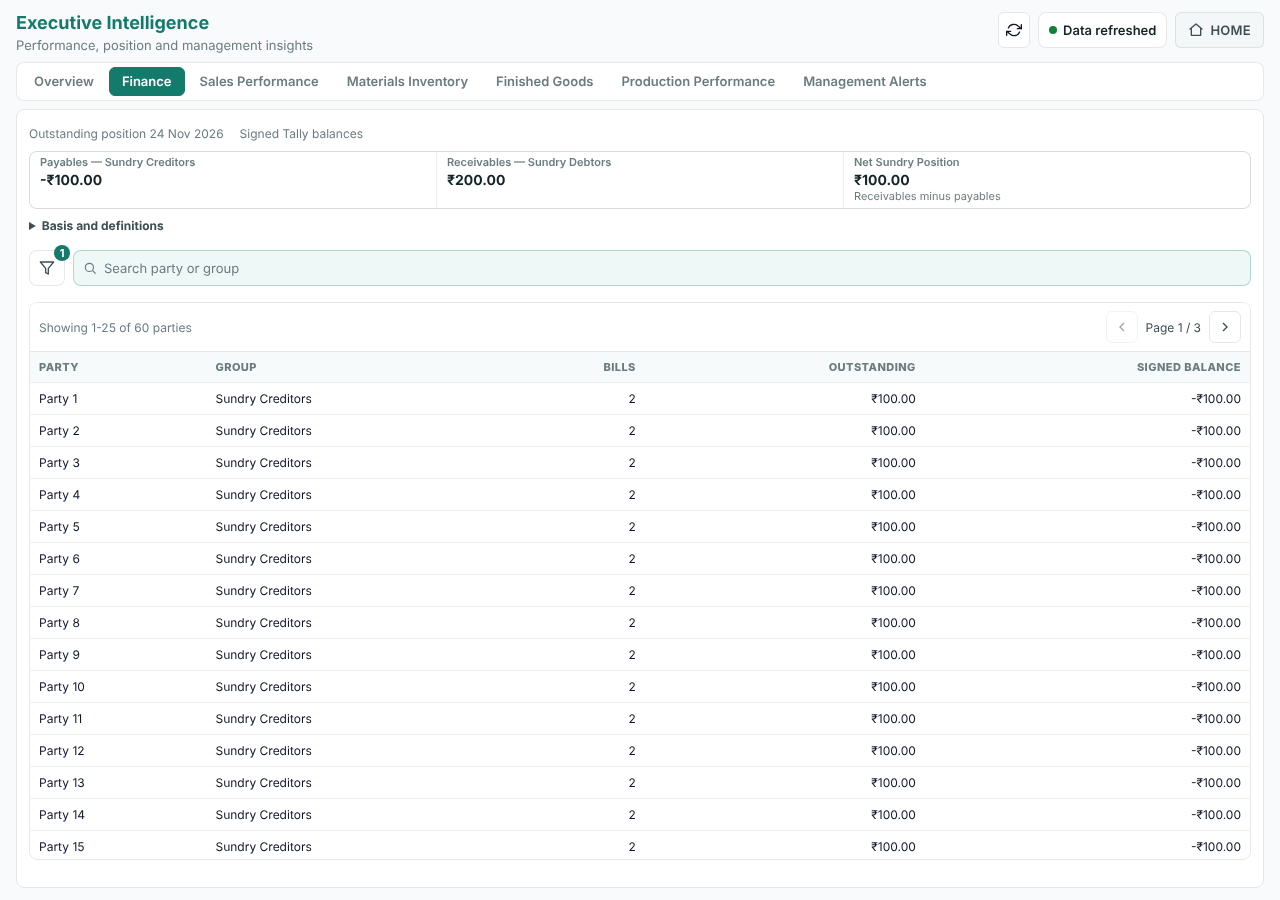 Executive Intelligence
Performance, position and management insights
Data refreshed
HOME
Overview Finance Sales Performance Materials Inventory Finished Goods Production Performance Management Alerts
Outstanding position 24 Nov 2026 Signed Tally balances
Payables — Sundry Creditors
-₹100.00
Receivables — Sundry Debtors
₹200.00
Net Sundry Position
₹100.00
Receivables minus payables
Basis and definitions
1
Search party or group
Showing 1-25 of 60 parties
Page 1 / 3
PARTY GROUP BILLS OUTSTANDING SIGNED BALANCE
Party 1 Sundry Creditors 2 ₹100.00 -₹100.00
Party 2 Sundry Creditors 2 ₹100.00 -₹100.00
Party 3 Sundry Creditors 2 ₹100.00 -₹100.00
Party 4 Sundry Creditors 2 ₹100.00 -₹100.00
Party 5 Sundry Creditors 2 ₹100.00 -₹100.00
Party 6 Sundry Creditors 2 ₹100.00 -₹100.00
Party 7 Sundry Creditors 2 ₹100.00 -₹100.00
Party 8 Sundry Creditors 2 ₹100.00 -₹100.00
Party 9 Sundry Creditors 2 ₹100.00 -₹100.00
Party 10 Sundry Creditors 2 ₹100.00 -₹100.00
Party 11 Sundry Creditors 2 ₹100.00 -₹100.00
Party 12 Sundry Creditors 2 ₹100.00 -₹100.00
Party 13 Sundry Creditors 2 ₹100.00 -₹100.00
Party 14 Sundry Creditors 2 ₹100.00 -₹100.00
Party 15 Sundry Creditors 2 ₹100.00 -₹100.00